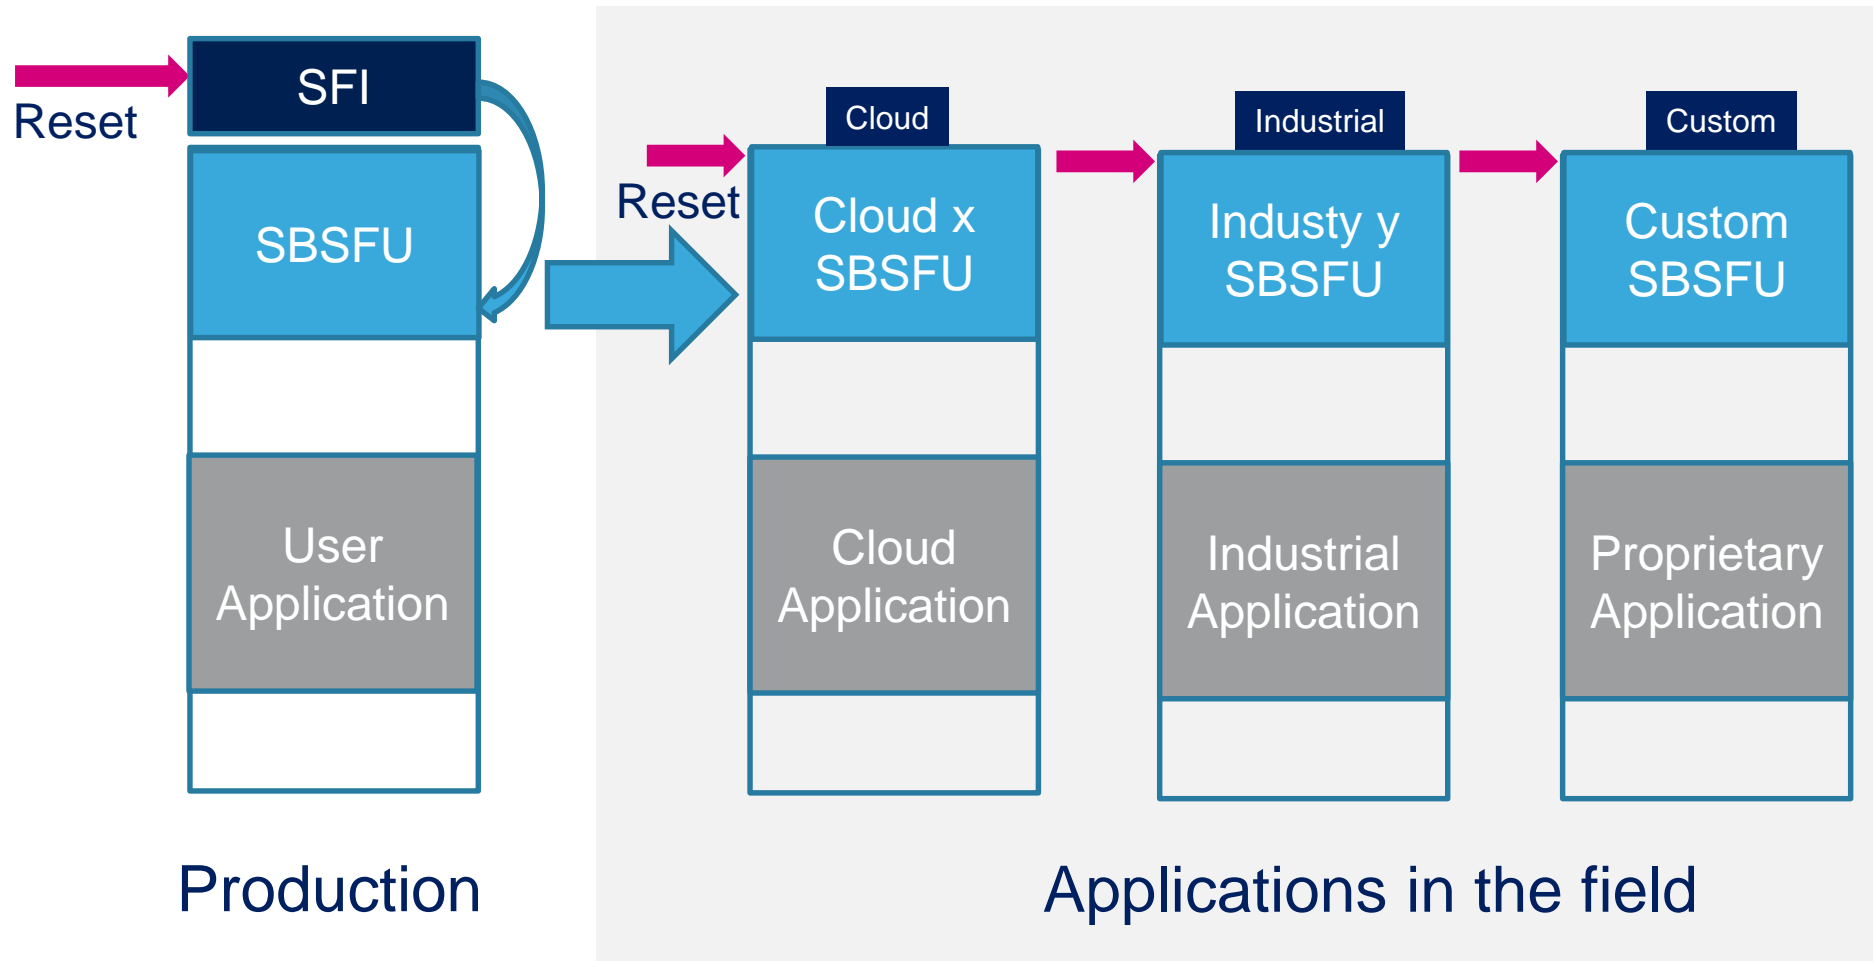 SFI
Reset
SBSFU
User
Application
Production
Reset
Cloud
Cloud x
SBSFU
Cloud
Application
Industrial
Industy y
SBSFU
Industrial
Application
Custom
Custom
SBSFU
Proprietary
Application
Applications in the field